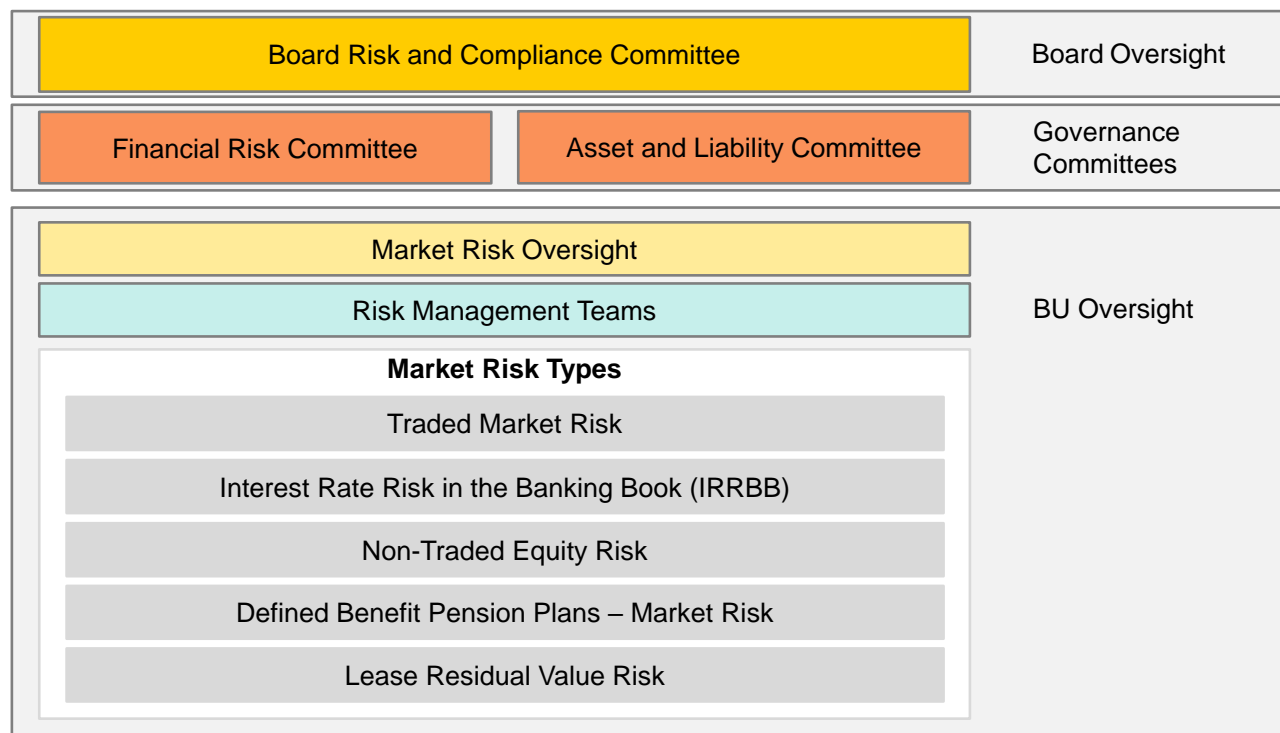 Board Risk and Compliance Committee
Board Oversight
Financial Risk Committee
Asset and Liability Committee
Governance
Committees
Market Risk Oversight
Risk Management Teams
BU Oversight
Market Risk Types
Traded Market Risk
Interest Rate Risk in the Banking Book (IRRBB)
Non-Traded Equity Risk
Defined Benefit Pension Plans – Market Risk
Lease Residual Value Risk